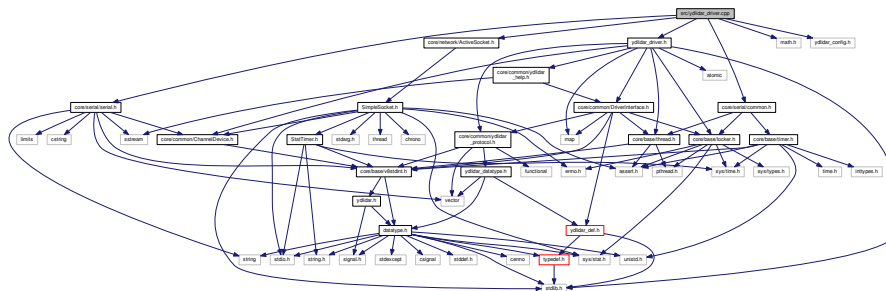 src/ydlidar_driver.cpp
core/network/ActiveSocket.h
ydlidar_driver.h
math.h
ydlidar_config.h
core/common/ydlidar
_help.h
atomic
core/serial/serial.h
SimpleSocket.h
core/common/DriverInterface.h
core/serial/common.h
limits
cstring
sstream
core/common/ChannelDevice.h
StatTimer.h
stdarg.h
thread
chrono
core/common/ydlidar
_protocol.h
map
core/base/thread.h
core/base/locker.h
core/base/timer.h
core/base/v8stdint.h
ydlidar_datatype.h
functional
errno.h
assert.h
pthread.h
sys/time.h
sys/types.h
time.h
inttypes.h
ydlidar.h
vector
datatype.h
ydlidar_def.h
string
stdio.h
string.h
signal.h
stdexcept
csignal
stddef.h
cerrno
typedef.h
sys/stat.h
unistd.h
stdlib.h